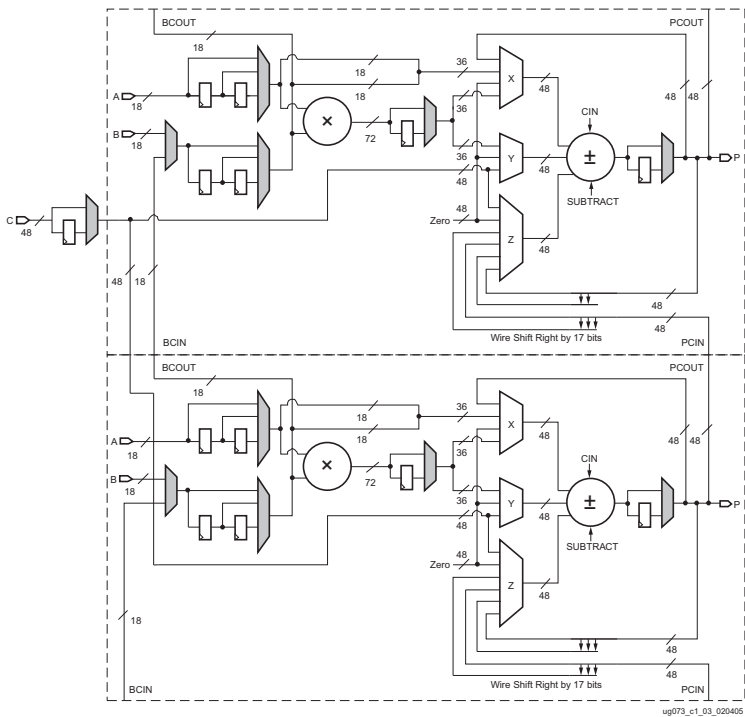 BCOUT
PCOUT
18
18
36
48
48
X
48
A
18
18
36
CIN
B
18
×
72
±
P
36
Y
48
48
SUBTRACT
C
48
48
Zero
Z
48
48
18
48
48
Wire Shift Right by 17 bits
BCIN
PCIN
BCOUT
PCOUT
18
18
36
48
48
X
48
A
18
18
36
CIN
B
18
×
72
±
P
36
Y
48
48
SUBTRACT
48
Zero
Z
48
18
48
48
Wire Shift Right by 17 bits
BCIN
PCIN
ug073_c1_03_020405